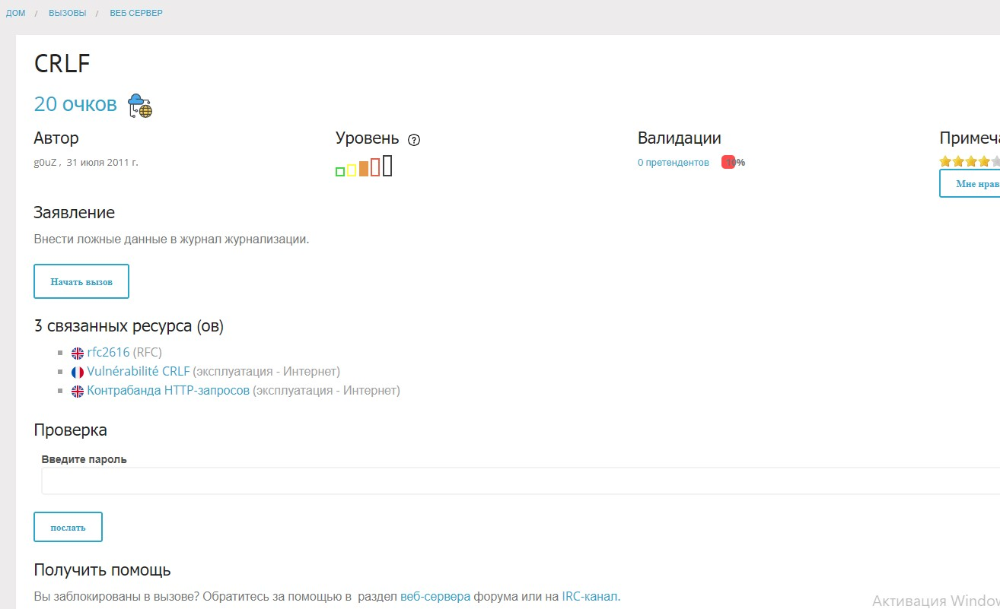 ДОМ / ВЫЗОВЫ / ВЕБ СЕРВЕР
CRLF
20 очков
Автор Уровень ? Валидации
g0uZ , 31 июля 2011 г. 0 претендентов 10%
Мне нрав
Заявление
Внести ложные данные в журнал журнализации.
Начать вызов
3 связанных ресурса (ов)
rfc2616 (RFC)
Vulnérabilité CRLF (эксплуатация - Интернет)
Контрабанда HTTP-запросов (эксплуатация - Интернет)
Проверка
Введите пароль
послать
Получить помощь
Вы заблокированы в вызове? Обратитесь за помощью в раздел веб-сервера форума или на IRC-канал.
Активация Window